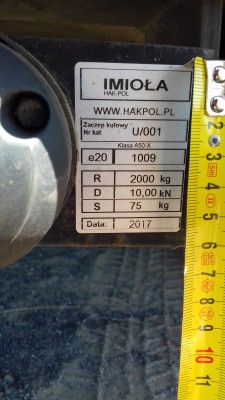 IMIOŁA
HAK-POL
WWW.HAKPOL.PL
Zaczep kulowy
Nr kat U/001
Klasa A50-X
e20 1009
R 2000 kg
D 10,00 kN
S 75 kg
Data: 2017
2
3
4
5
6
7
8
9
10
11